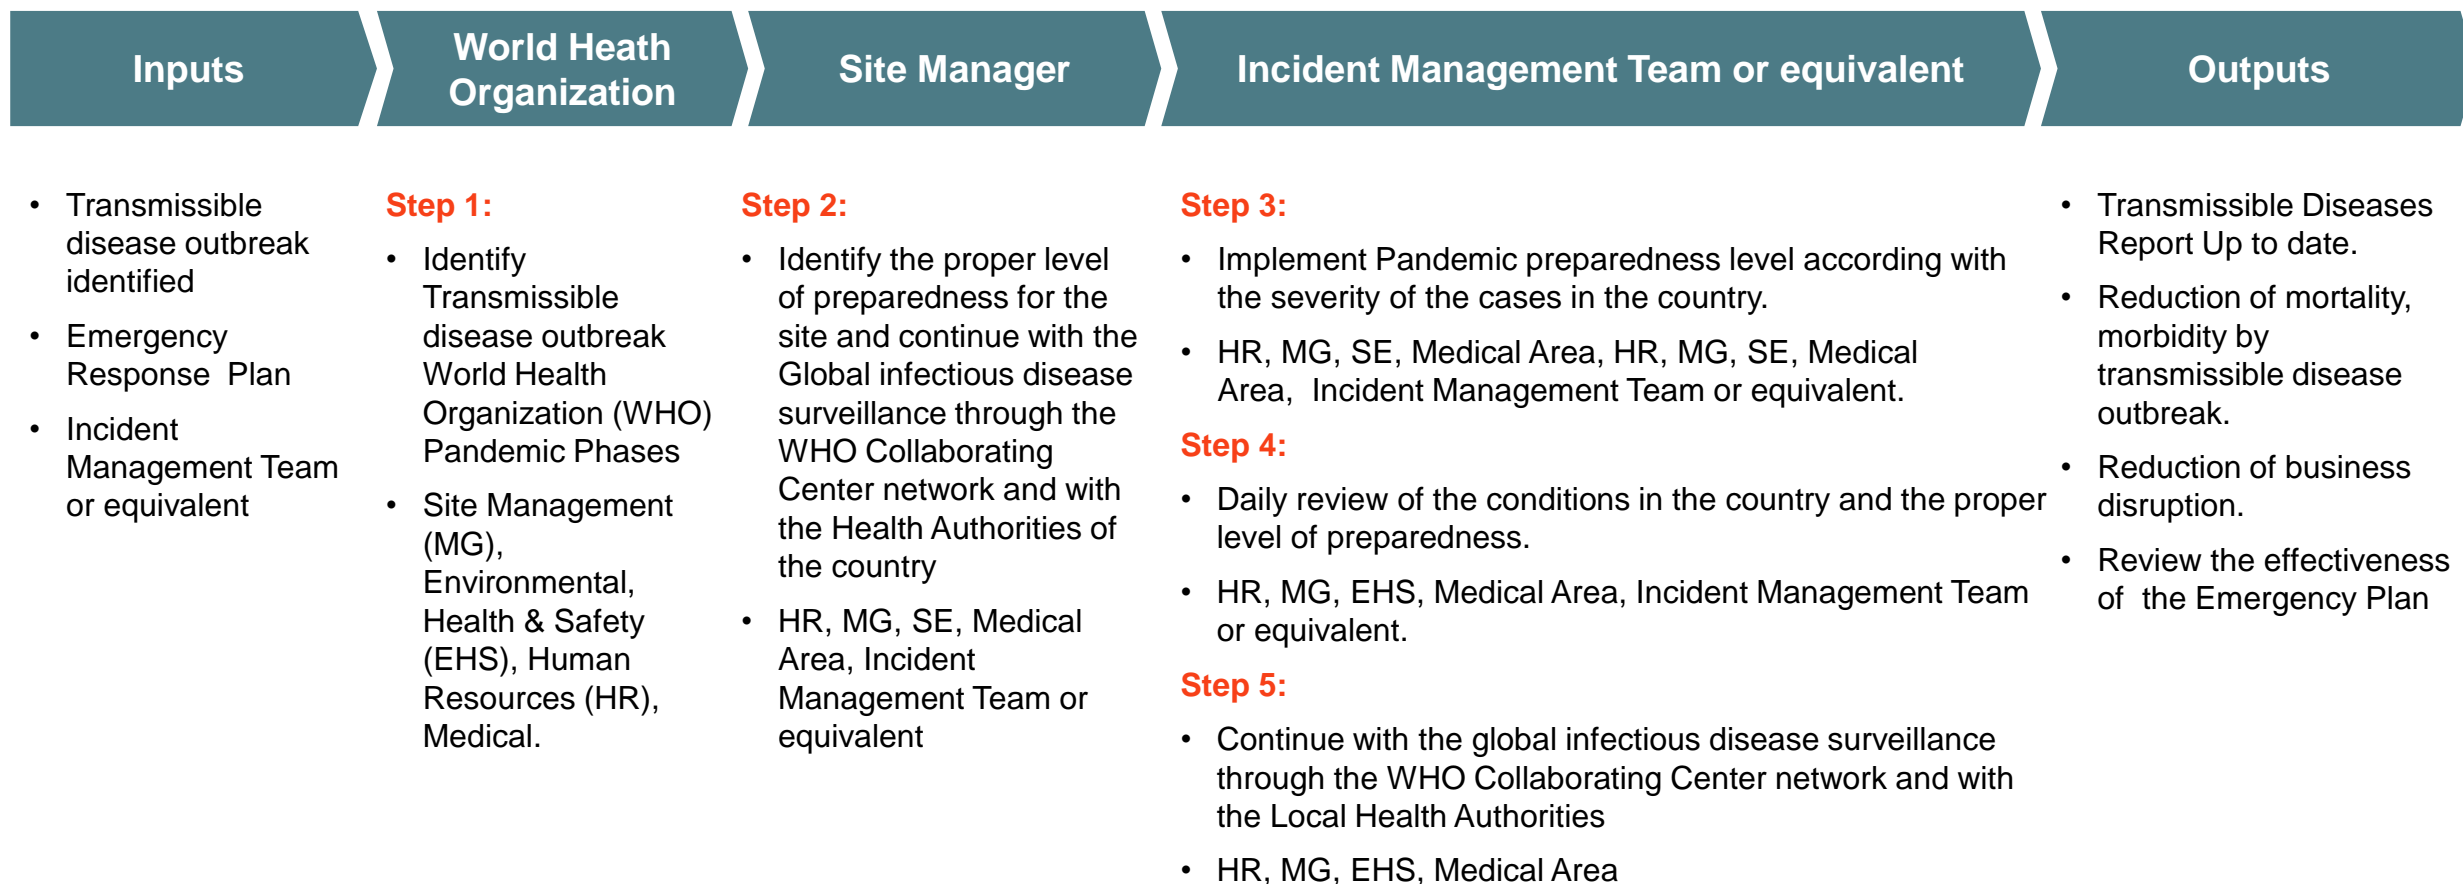 Inputs
World Heath
Organization
Site Manager
Incident Management Team or equivalent
Outputs
• Transmissible
disease outbreak
identified
• Emergency
Response  Plan
• Incident
Management Team
or equivalent
Step 1:
• Identify
Transmissible
disease outbreak
World Health
Organization (WHO)
Pandemic Phases
• Site Management
(MG),
Environmental,
Health & Safety
(EHS), Human
Resources (HR),
Medical.
Step 2:
• Identify the proper level
of preparedness for the
site and continue with the
Global infectious disease
surveillance through the
WHO Collaborating
Center network and with
the Health Authorities of
the country
• HR, MG, SE, Medical
Area, Incident
Management Team or
equivalent
Step 3:
• Implement Pandemic preparedness level according with
the severity of the cases in the country.
• HR, MG, SE, Medical Area, HR, MG, SE, Medical
Area,  Incident Management Team or equivalent.
Step 4:
• Daily review of the conditions in the country and the proper
level of preparedness.
• HR, MG, EHS, Medical Area, Incident Management Team
or equivalent.
Step 5:
• Continue with the global infectious disease surveillance
through the WHO Collaborating Center network and with
the Local Health Authorities
• HR, MG, EHS, Medical Area
• Transmissible Diseases
Report Up to date.
• Reduction of mortality,
morbidity by
transmissible disease
outbreak.
• Reduction of business
disruption.
• Review the effectiveness
of  the Emergency Plan